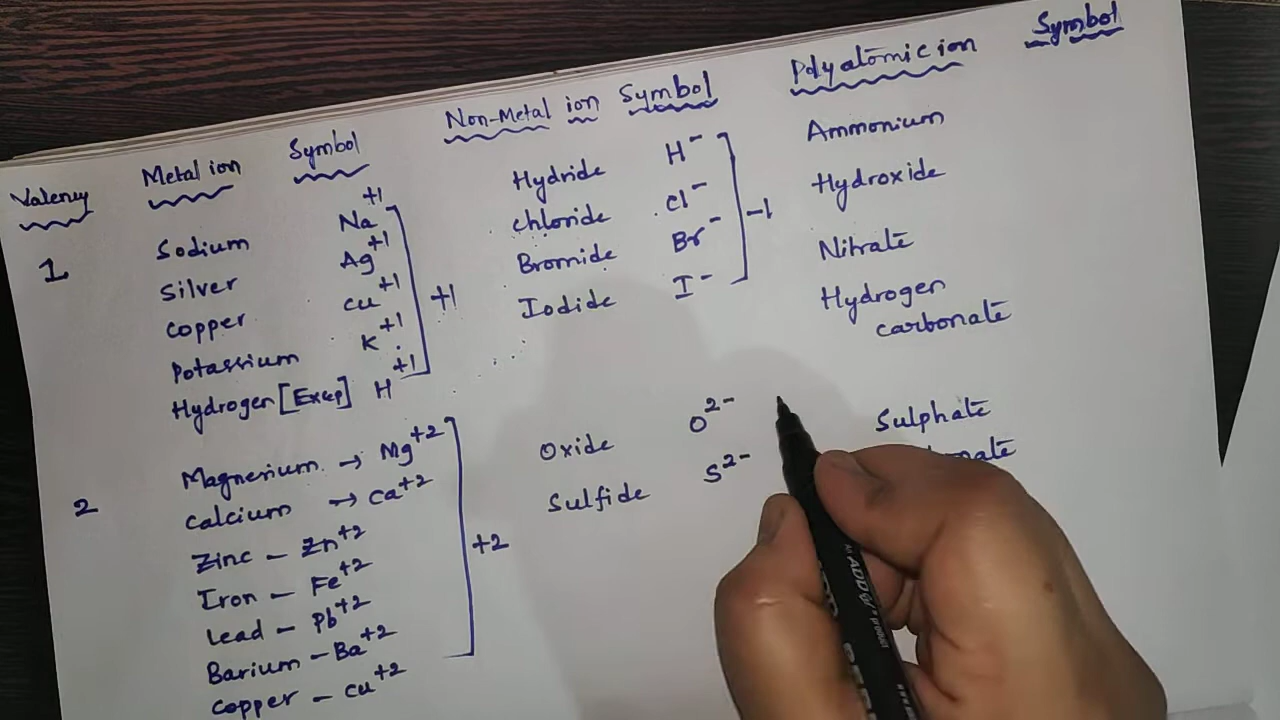 Valency Metal ion Symbol Non-Metal ion Symbol Polyatomic ion Symbol
1 Sodium Na+1 Hydride H- Ammonium
Silver Ag+1 chloride Cl- Hydroxide
copper cu+1 Bromide Br- Nitrate
Potassium K+1 Iodide I- Hydrogen
carbonate
Hydrogen [Exep] H+1
+1
-1
2 Magnesium → Mg+2 Oxide O2- Sulphate
calcium → ca+2 Sulfide S2-
Zinc - Zn+2
Iron - Fe+2
Lead - Pb+2
Barium - Ba+2
copper - cu+2
+2